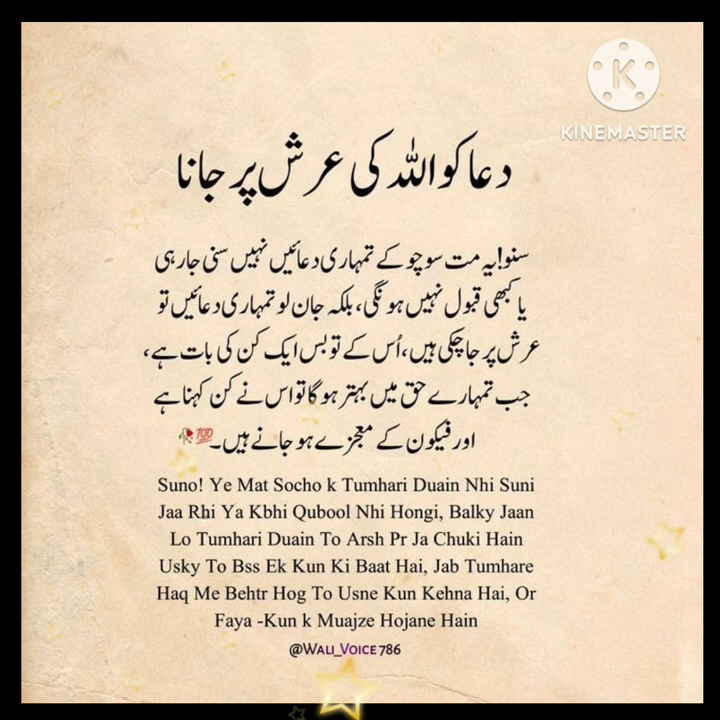 KINEMASTER
دعا کو اللہ کی عرش پر جانا
سنو! یہ مت سوچو کے تمہاری دعائیں نہیں سنی جا رہی
یا کبھی قبول نہیں ہونگی، بلکہ جان لو تمہاری دعائیں تو
عرش پر جا چکی ہیں، اُس کے تو بس ایک کن کی بات ہے،
جب تمہارے حق میں بہتر ہو گا تو اس نے کن کہنا ہے
اور فیکون کے معجزے ہو جانے ہیں۔ 💯🥀
Suno! Ye Mat Socho k Tumhari Duain Nhi Suni
Jaa Rhi Ya Kbhi Qubool Nhi Hongi, Balky Jaan
Lo Tumhari Duain To Arsh Pr Ja Chuki Hain
Usky To Bss Ek Kun Ki Baat Hai, Jab Tumhare
Haq Me Behtr Hog To Usne Kun Kehna Hai, Or
Faya -Kun k Muajze Hojane Hain
@WALI_VOICE 786